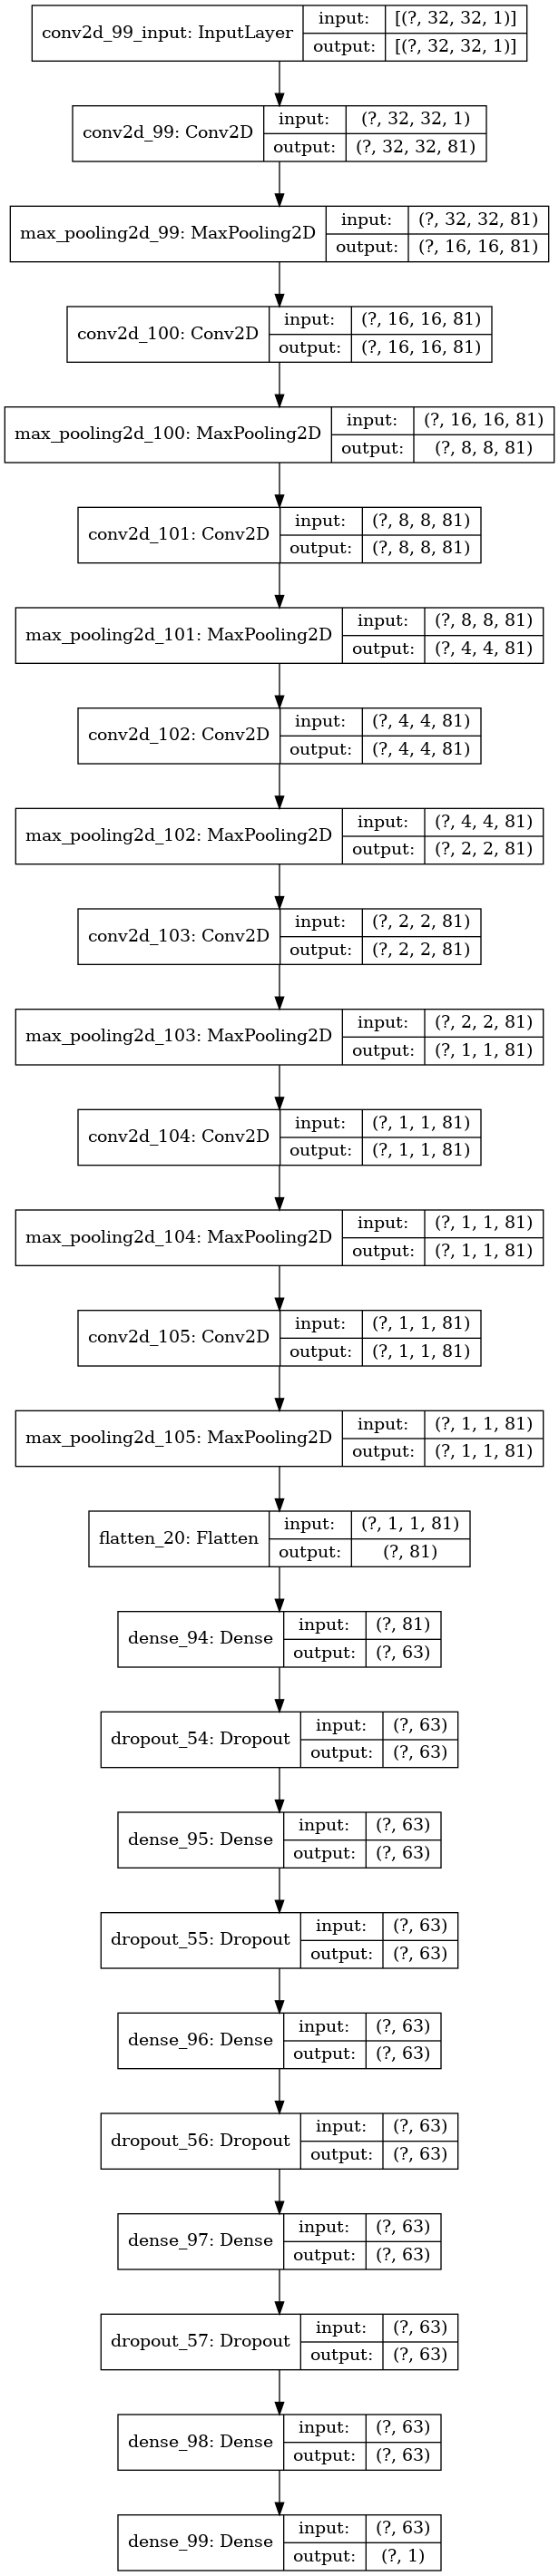 conv2d_99_input: InputLayer
input: [(?, 32, 32, 1)]
output: [(?, 32, 32, 1)]
conv2d_99: Conv2D
input: (?, 32, 32, 1)
output: (?, 32, 32, 81)
max_pooling2d_99: MaxPooling2D
input: (?, 32, 32, 81)
output: (?, 16, 16, 81)
conv2d_100: Conv2D
input: (?, 16, 16, 81)
output: (?, 16, 16, 81)
max_pooling2d_100: MaxPooling2D
input: (?, 16, 16, 81)
output: (?, 8, 8, 81)
conv2d_101: Conv2D
input: (?, 8, 8, 81)
output: (?, 8, 8, 81)
max_pooling2d_101: MaxPooling2D
input: (?, 8, 8, 81)
output: (?, 4, 4, 81)
conv2d_102: Conv2D
input: (?, 4, 4, 81)
output: (?, 4, 4, 81)
max_pooling2d_102: MaxPooling2D
input: (?, 4, 4, 81)
output: (?, 2, 2, 81)
conv2d_103: Conv2D
input: (?, 2, 2, 81)
output: (?, 2, 2, 81)
max_pooling2d_103: MaxPooling2D
input: (?, 2, 2, 81)
output: (?, 1, 1, 81)
conv2d_104: Conv2D
input: (?, 1, 1, 81)
output: (?, 1, 1, 81)
max_pooling2d_104: MaxPooling2D
input: (?, 1, 1, 81)
output: (?, 1, 1, 81)
conv2d_105: Conv2D
input: (?, 1, 1, 81)
output: (?, 1, 1, 81)
max_pooling2d_105: MaxPooling2D
input: (?, 1, 1, 81)
output: (?, 1, 1, 81)
flatten_20: Flatten
input: (?, 1, 1, 81)
output: (?, 81)
dense_94: Dense
input: (?, 81)
output: (?, 63)
dropout_54: Dropout
input: (?, 63)
output: (?, 63)
dense_95: Dense
input: (?, 63)
output: (?, 63)
dropout_55: Dropout
input: (?, 63)
output: (?, 63)
dense_96: Dense
input: (?, 63)
output: (?, 63)
dropout_56: Dropout
input: (?, 63)
output: (?, 63)
dense_97: Dense
input: (?, 63)
output: (?, 63)
dropout_57: Dropout
input: (?, 63)
output: (?, 63)
dense_98: Dense
input: (?, 63)
output: (?, 63)
dense_99: Dense
input: (?, 63)
output: (?, 1)